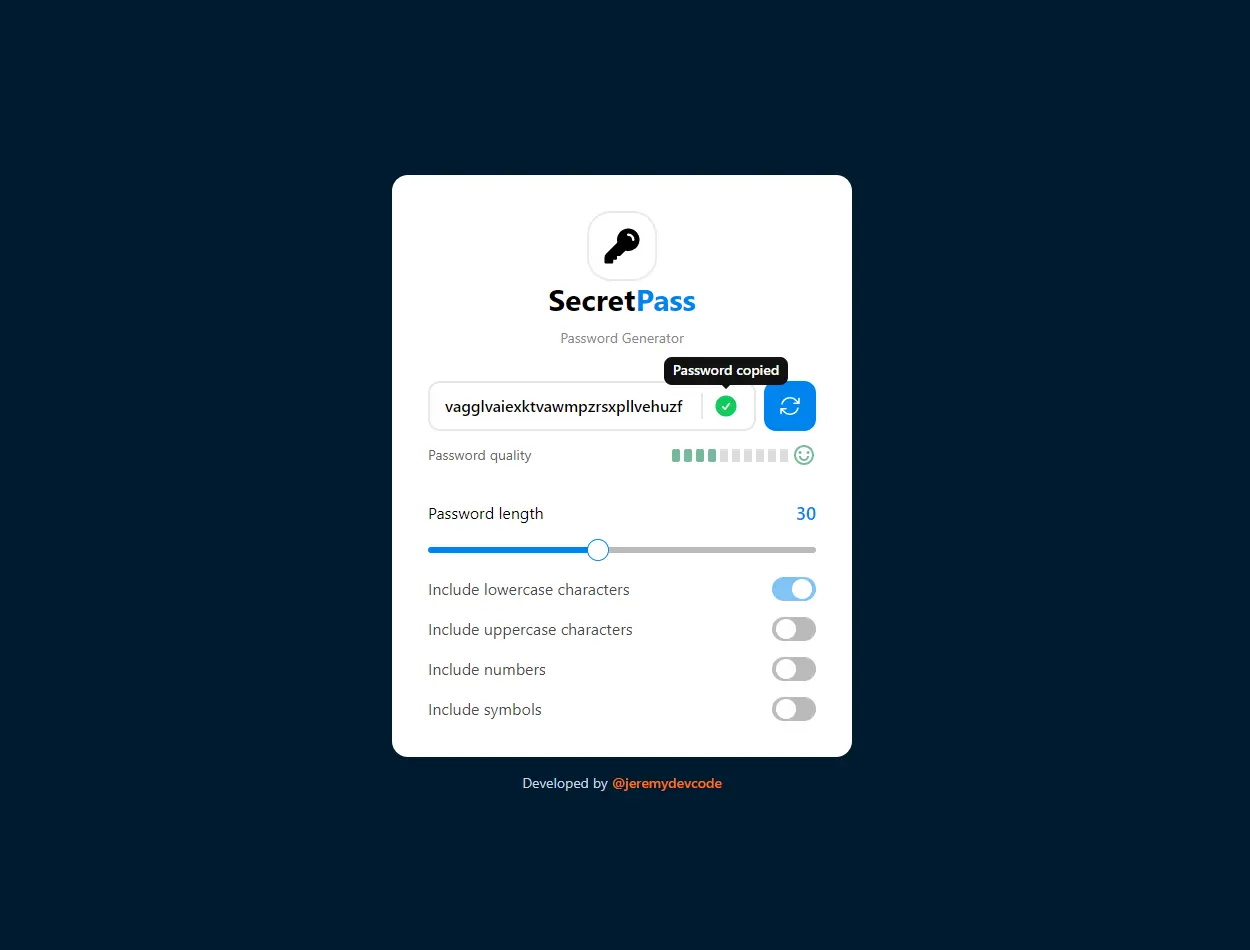 SecretPass
Password Generator
Password copied
vagglvaiexktvawmpzrsxpllvehuzf
Password quality
Password length 30
Include lowercase characters
Include uppercase characters
Include numbers
Include symbols
Developed by @jeremydevcode